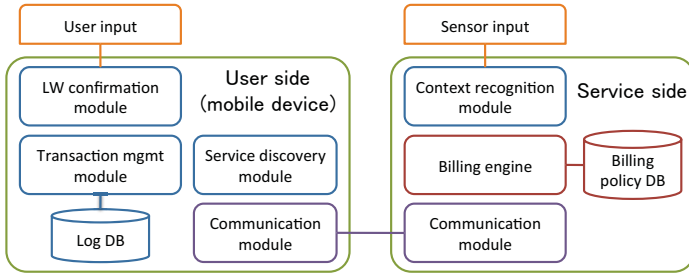 User input
Sensor input
LW confirmation
module
User side
(mobile device)
Context recognition
module
Service side
Transaction mgmt
module
Service discovery
module
Billing engine
Billing
policy DB
Log DB
Communication
module
Communication
module